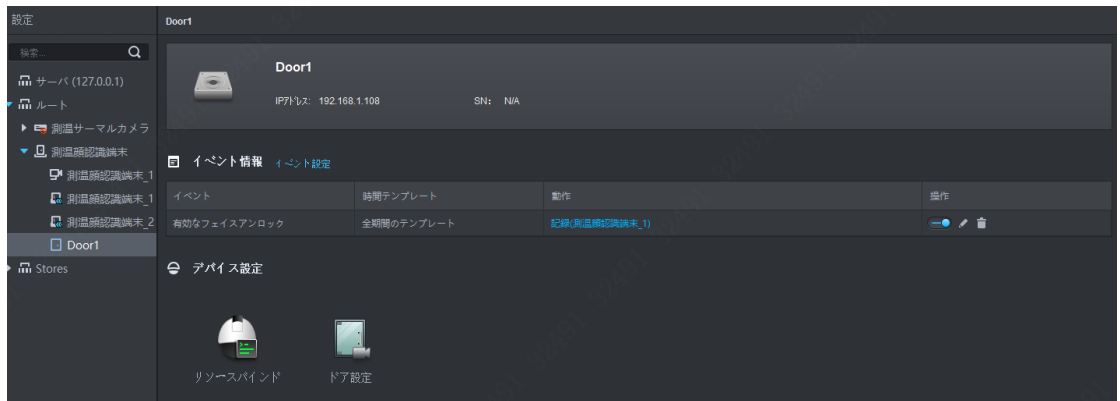 設定
検索...
サーバ (127.0.0.1)
ルート
測温サーマルカメラ
測温顔認識端末
測温顔認識端末_1
測温顔認識端末_1
測温顔認識端末_2
Door1
Stores
Door1
Door1
IPｱﾄﾞﾚｽ: 192.168.1.108 SN: N/A
イベント情報 イベント設定
イベント 時間テンプレート 動作 操作
有効なフェイスアンロック 全期間のテンプレート 記録(測温顔認識端末_1)
デバイス設定
リソースバインド ドア設定